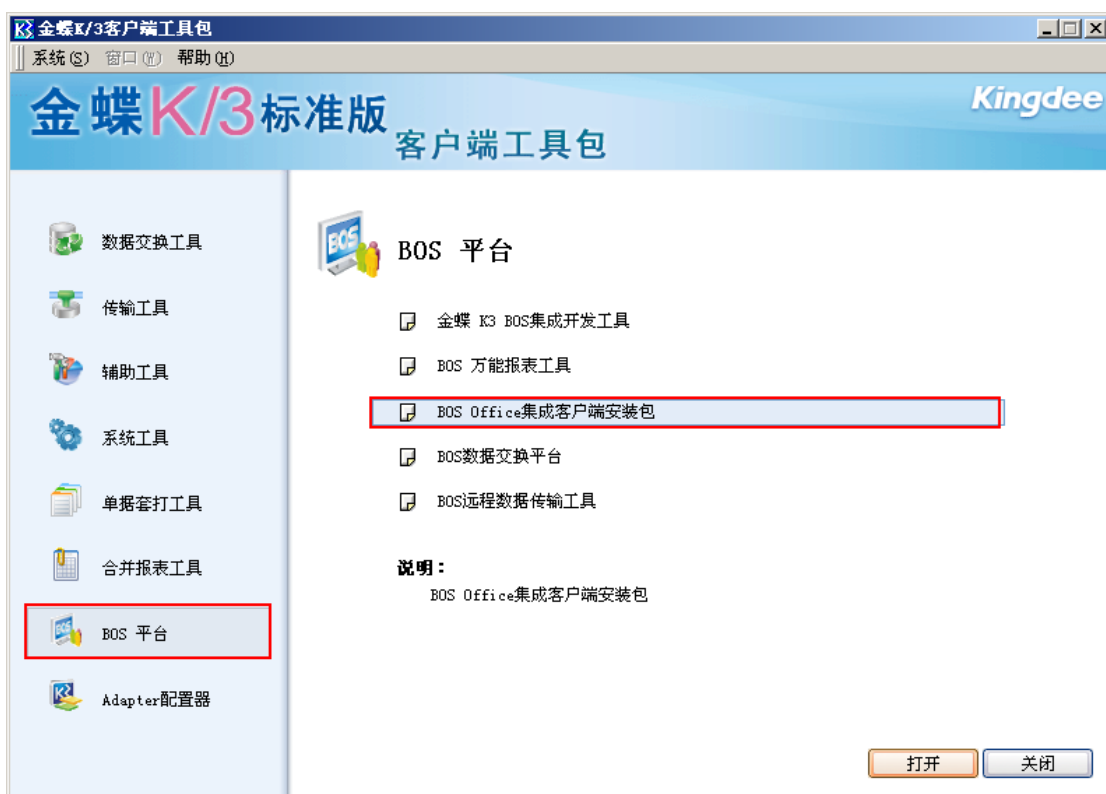 金蝶K/3客户端工具包
系统(S) 窗口(W) 帮助(H)
金蝶K/3标准版
客户端工具包
Kingdee
数据交换工具
传输工具
辅助工具
系统工具
单据套打工具
合并报表工具
BOS 平台
Adapter配置器
BOS
BOS 平台
金蝶 K3 BOS集成开发工具
BOS 万能报表工具
BOS Office集成客户端安装包
BOS数据交换平台
BOS远程数据传输工具
说明：
BOS Office集成客户端安装包
打开 关闭